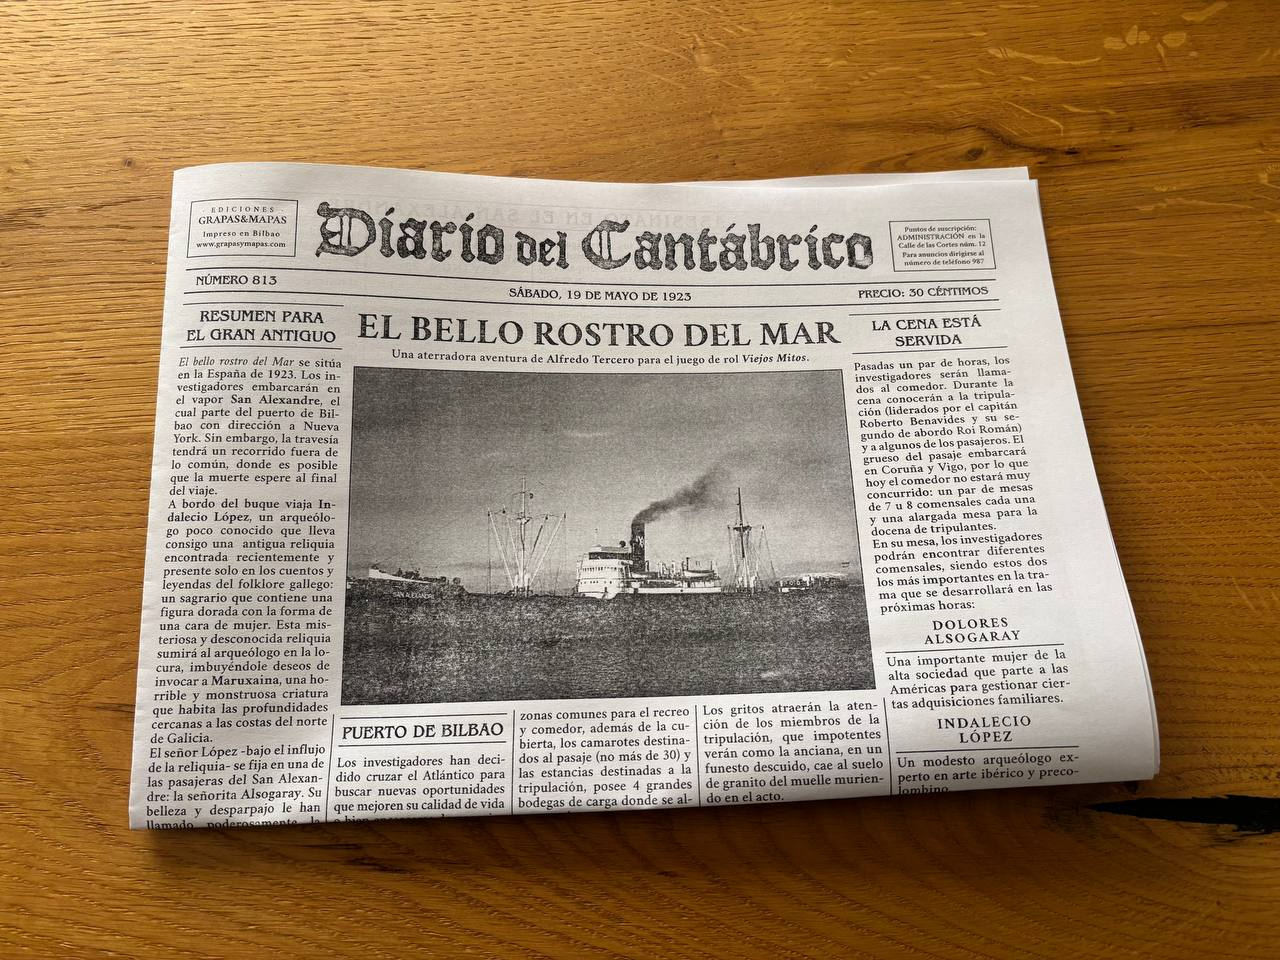 EDICIONES
GRAPAS&MAPAS
Impreso en Bilbao
www.grapasymapas.com
Diario del Cantábrico
Puntos de suscripción:
ADMINISTRACIÓN en la
Calle de las Cortes núm. 12
Para anuncios dirigirse al
número de teléfono 987
NÚMERO 813
SÁBADO, 19 DE MAYO DE 1923
PRECIO: 30 CÉNTIMOS
RESUMEN PARA
EL GRAN ANTIGUO
El bello rostro del Mar se sitúa
en la España de 1923. Los in-
vestigadores embarcarán en
el vapor San Alexandre, el
cual parte del puerto de Bil-
bao con dirección a Nueva
York. Sin embargo, la travesía
tendrá un recorrido fuera de
lo común, donde es posible
que la muerte espere al final
del viaje.
A bordo del buque viaja In-
dalecio López, un arqueólo-
go poco conocido que lleva
consigo una antigua reliquia
encontrada recientemente y
presente solo en los cuentos y
leyendas del folklore gallego:
un sagrario que contiene una
figura dorada con la forma de
una cara de mujer. Esta mis-
teriosa y desconocida reliquia
sumirá al arqueólogo en la lo-
cura, imbuyéndole deseos de
invocar a Maruxaina, una ho-
rrible y monstruosa criatura
que habita las profundidades
cercanas a las costas del norte
de Galicia.
El señor López -bajo el influjo
de la reliquia- se fija en una de
las pasajeras del San Alexan-
dre: la señorita Alsogaray. Su
belleza y desparpajo le han
llamado poderosamente la
EL BELLO ROSTRO DEL MAR
Una aterradora aventura de Alfredo Tercero para el juego de rol Viejos Mitos.
SAN ALEXANDRE
PUERTO DE BILBAO
Los investigadores han deci-
dido cruzar el Atlántico para
buscar nuevas oportunidades
que mejoren su calidad de vida
zonas comunes para el recreo
y comedor, además de la cu-
bierta, los camarotes destina-
dos al pasaje (no más de 30) y
las estancias destinadas a la
tripulación, posee 4 grandes
bodegas de carga donde se al-
Los gritos atraerán la aten-
ción de los miembros de la
tripulación, que impotentes
verán como la anciana, en un
funesto descuido, cae al suelo
de granito del muelle murien-
do en el acto.
LA CENA ESTÁ
SERVIDA
Pasadas un par de horas, los
investigadores serán llama-
dos al comedor. Durante la
cena conocerán a la tripula-
ción (liderados por el capitán
Roberto Benavides y su se-
gundo de abordo Roi Román)
y a algunos de los pasajeros. El
grueso del pasaje embarcará
en Coruña y Vigo, por lo que
hoy el comedor no estará muy
concurrido: un par de mesas
de 7 u 8 comensales cada una
y una alargada mesa para la
docena de tripulantes.
En su mesa, los investigadores
podrán encontrar diferentes
comensales, siendo estos dos
los más importantes en la tra-
ma que se desarrollará en las
próximas horas:
DOLORES
ALSOGARAY
Una importante mujer de la
alta sociedad que parte a las
Américas para gestionar cier-
tas adquisiciones familiares.
INDALECIO
LÓPEZ
Un modesto arqueólogo ex-
perto en arte ibérico y preco-
lombino.